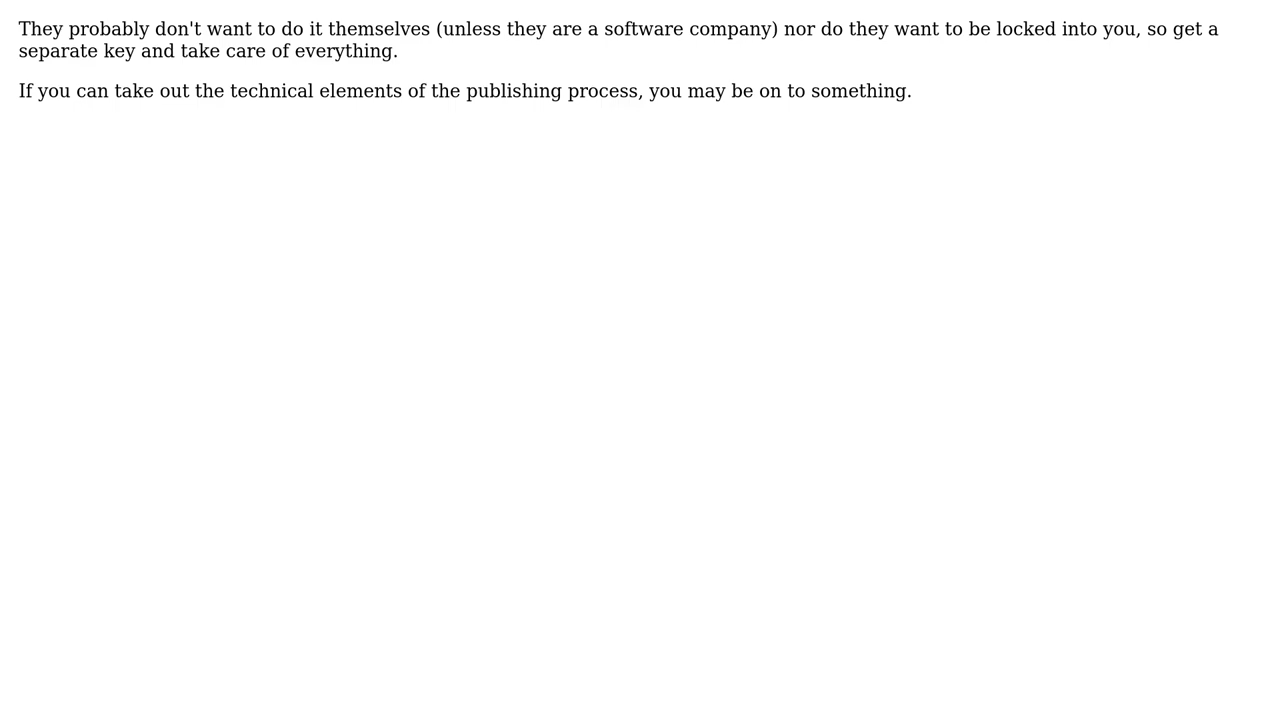 They probably don't want to do it themselves (unless they are a software company) nor do they want to be locked into you, so get a
separate key and take care of everything.
If you can take out the technical elements of the publishing process, you may be on to something.